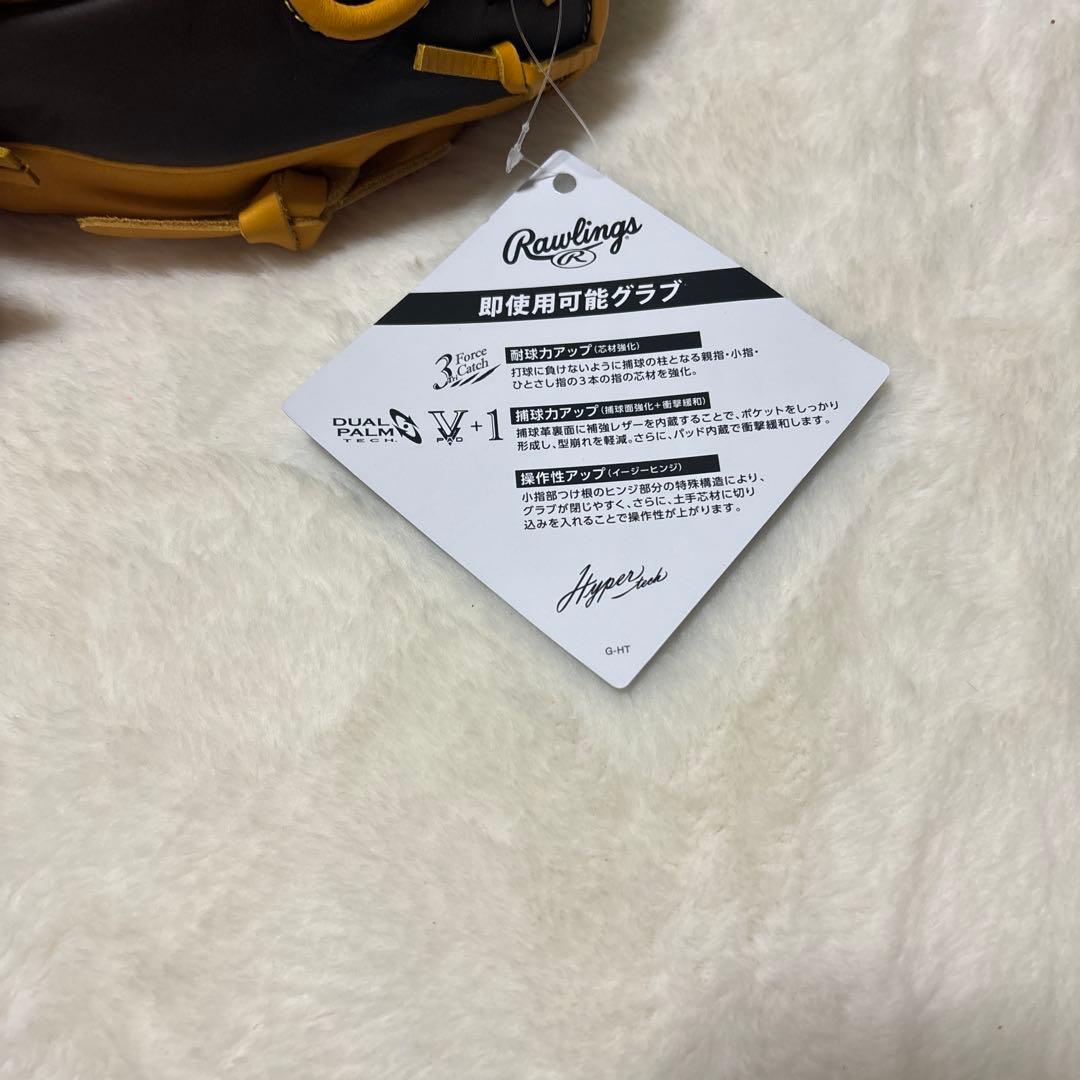 Rawlings
R
即使用可能グラブ
3rd Force Catch
耐球力アップ(芯材強化)
打球に負けないように捕球の柱となる親指・小指・
ひとさし指の3本の指の芯材を強化。
DUAL PALM TECH.
V PAD +1
捕球力アップ(捕球面強化+衝撃緩和)
捕球革裏面に補強レザーを内蔵することで、ポケットをしっかり
形成し、型崩れを軽減。さらに、パッド内蔵で衝撃緩和します。
操作性アップ(イージーヒンジ)
小指部つけ根のヒンジ部分の特殊構造により、
グラブが閉じやすく、さらに、土手芯材に切り
込みを入れることで操作性が上がります。
Hyper tech
G-HT